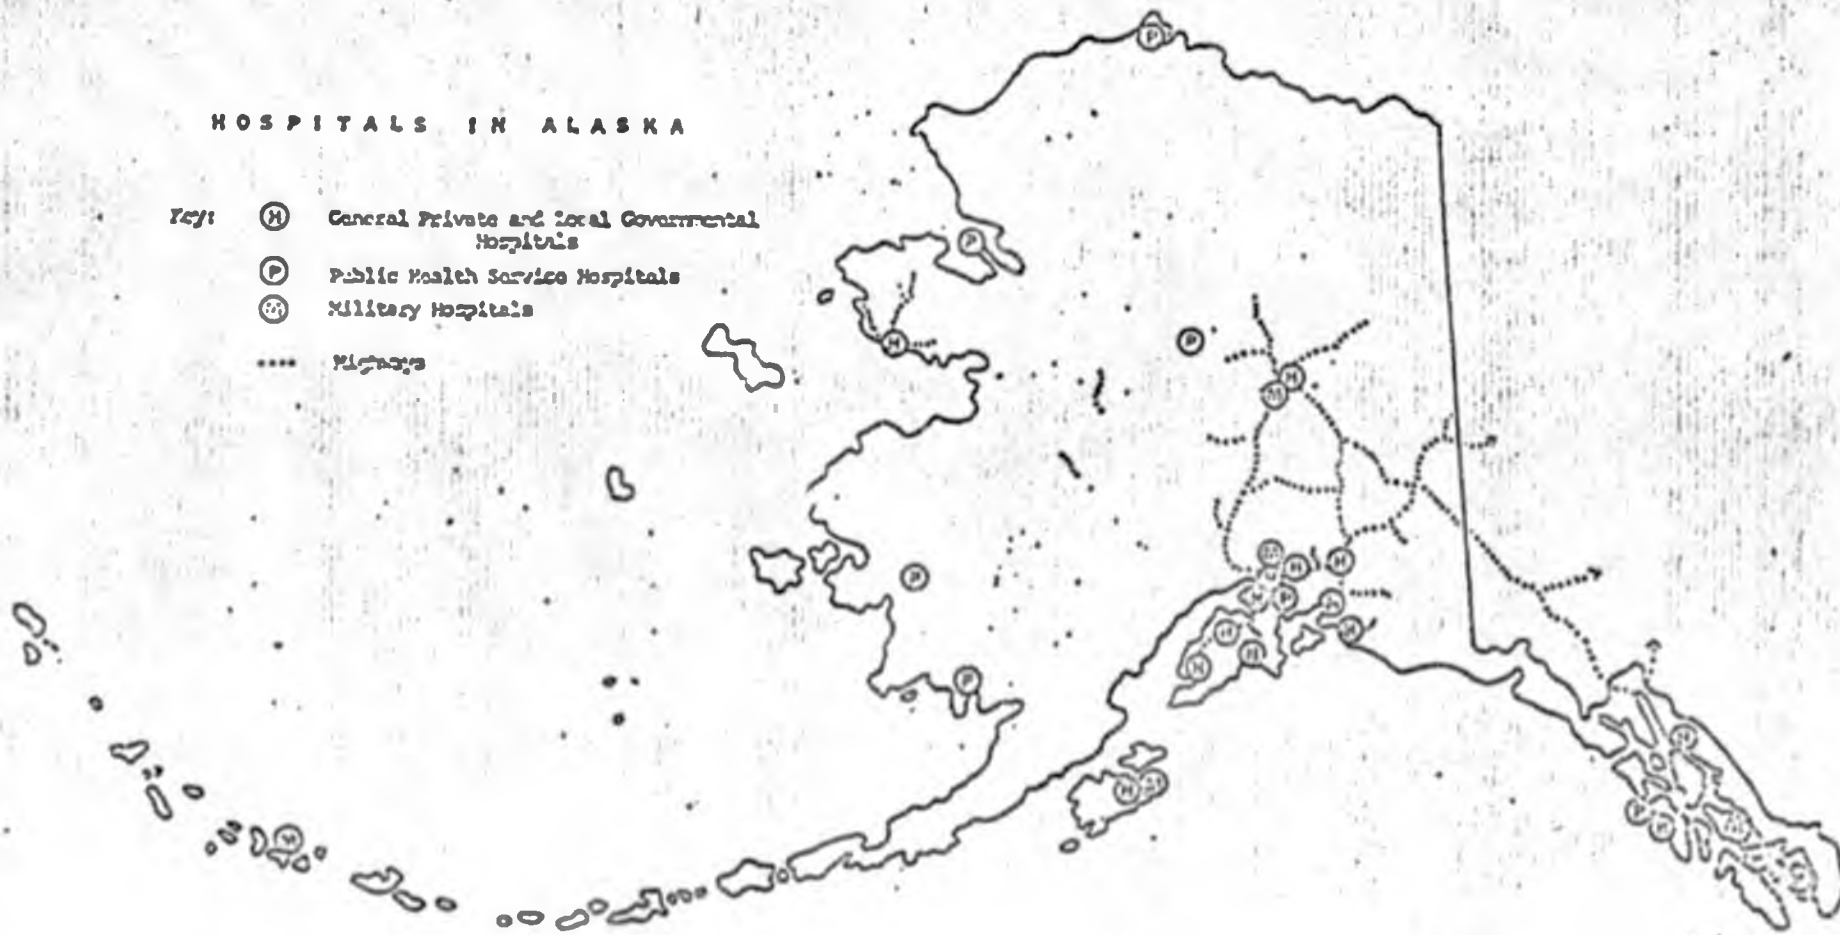 HOSPITALS IN ALASKA
Key: H General Private and Local Governmental
Hospitals
P Public Health Service Hospitals
M Military Hospitals
Highways
P
P
H
P
H
M
P
H
H
P
H
H
H
H
P
H
H
P